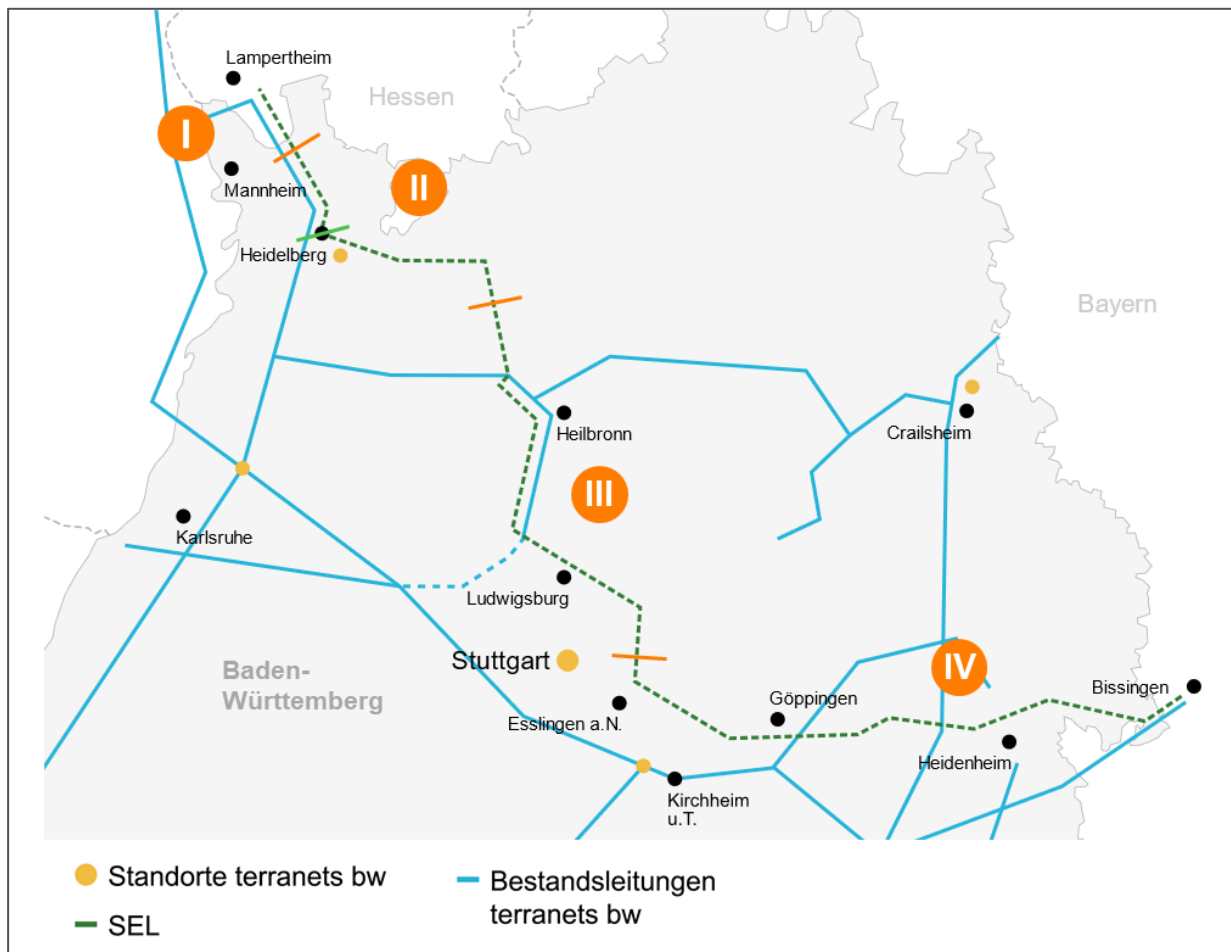 Lampertheim
Hessen
I
II
Mannheim
Heidelberg
Bayern
Heilbronn
Crailsheim
III
Karlsruhe
Ludwigsburg
Stuttgart
Baden-
Württemberg
IV
Göppingen
Bissingen
Esslingen a.N.
Heidenheim
Kirchheim
u.T.
Standorte terranets bw
SEL
Bestandsleitungen
terranets bw